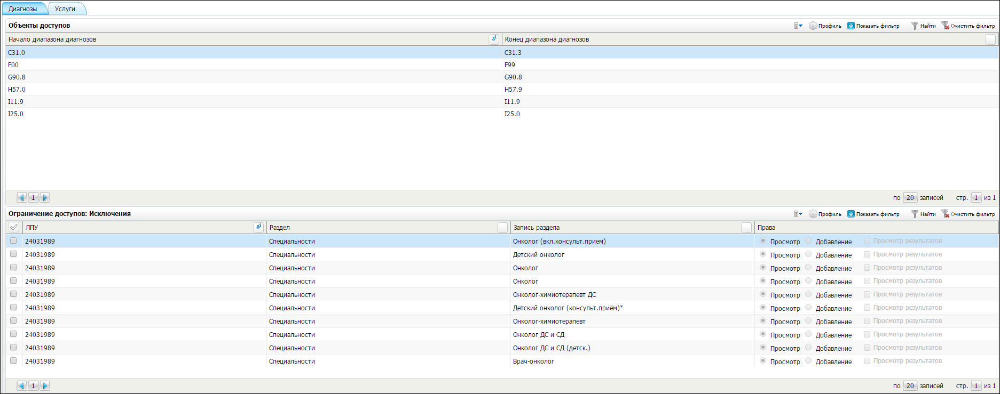 Диагнозы Услуги
Объекты доступов Профиль Показать фильтр Найти Очистить фильтр
Начало диапазона диагнозов 1 Конец диапазона диагнозов
C31.0 C31.3
F00 F99
G90.8 G90.8
H57.0 H57.9
I11.9 I11.9
I25.0 I25.0
1 по 20 записей стр. 1 из 1
Ограничение доступов: Исключения Профиль Показать фильтр Найти Очистить фильтр
ЛПУ 1 Раздел Запись раздела Права
24031989 Специальности Онколог (вкл.консульт.прием) Просмотр Добавление Просмотр результатов
24031989 Специальности Детский онколог Просмотр Добавление Просмотр результатов
24031989 Специальности Онколог Просмотр Добавление Просмотр результатов
24031989 Специальности Онколог Просмотр Добавление Просмотр результатов
24031989 Специальности Онколог-химиотерапевт ДС Просмотр Добавление Просмотр результатов
24031989 Специальности Детский онколог (консульт.приём)* Просмотр Добавление Просмотр результатов
24031989 Специальности Онколог-химиотерапевт Просмотр Добавление Просмотр результатов
24031989 Специальности Онколог ДС и СД Просмотр Добавление Просмотр результатов
24031989 Специальности Онколог ДС и СД (детск.) Просмотр Добавление Просмотр результатов
24031989 Специальности Врач-онколог Просмотр Добавление Просмотр результатов
1 по 20 записей стр. 1 из 1